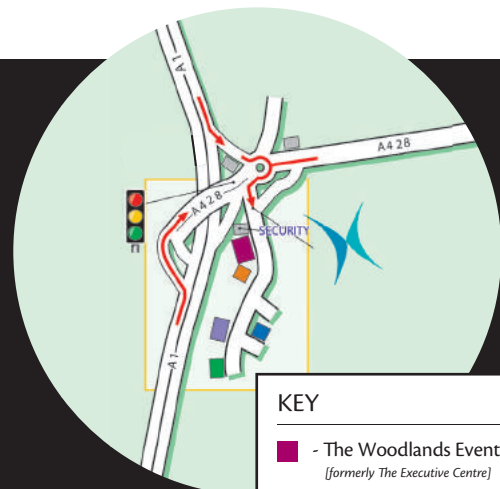 A1
A428
A428
SECURITY
A1
KEY
- The Woodlands Event
[formerly The Executive Centre]